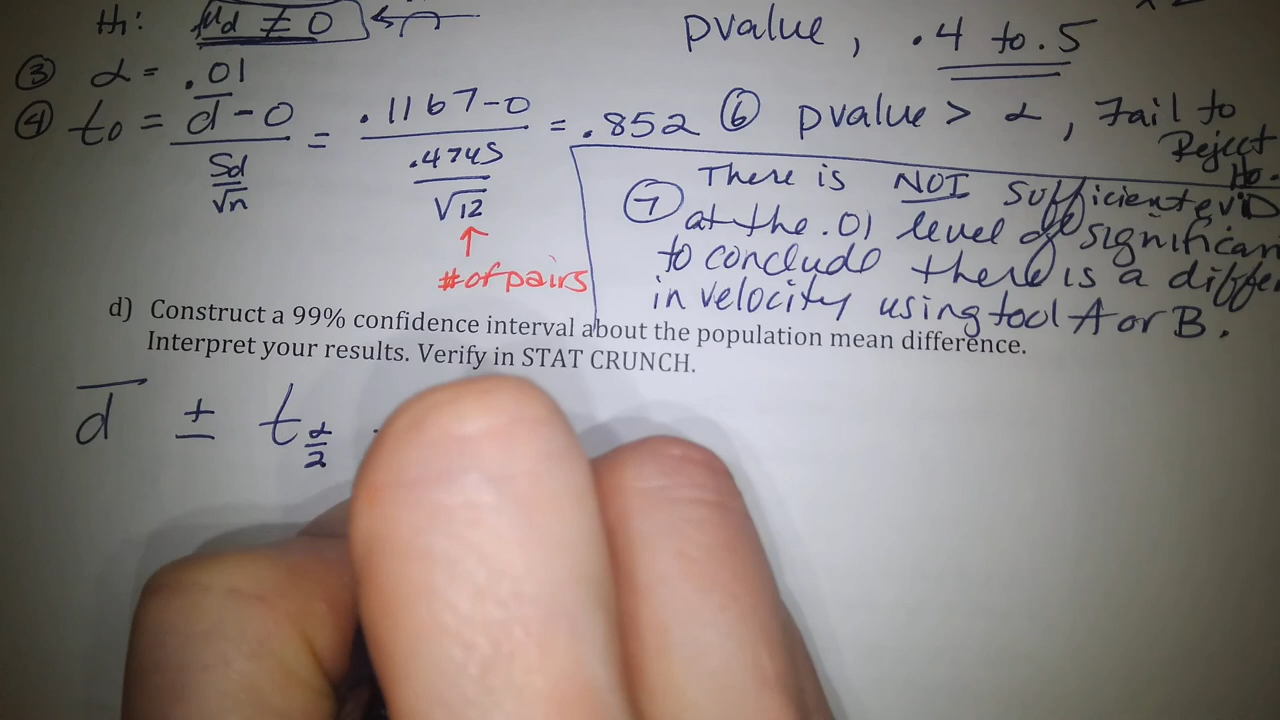 H₁: μd ≠ 0
pvalue, .4 to .5
③ α = .01
④ t₀ = d̄ - 0 / Sd/√n = .1167-0 / .4745/√12 = .852
⑥ pvalue > α, Fail to
Reject
Ho.
↑
# of pairs
⑦ There is NOT sufficient evid
at the .01 level of significan
to conclude there is a differ
in velocity using tool A or B.
d) Construct a 99% confidence interval about the population mean difference.
Interpret your results. Verify in STAT CRUNCH.
d̄ ± t α/2 ·